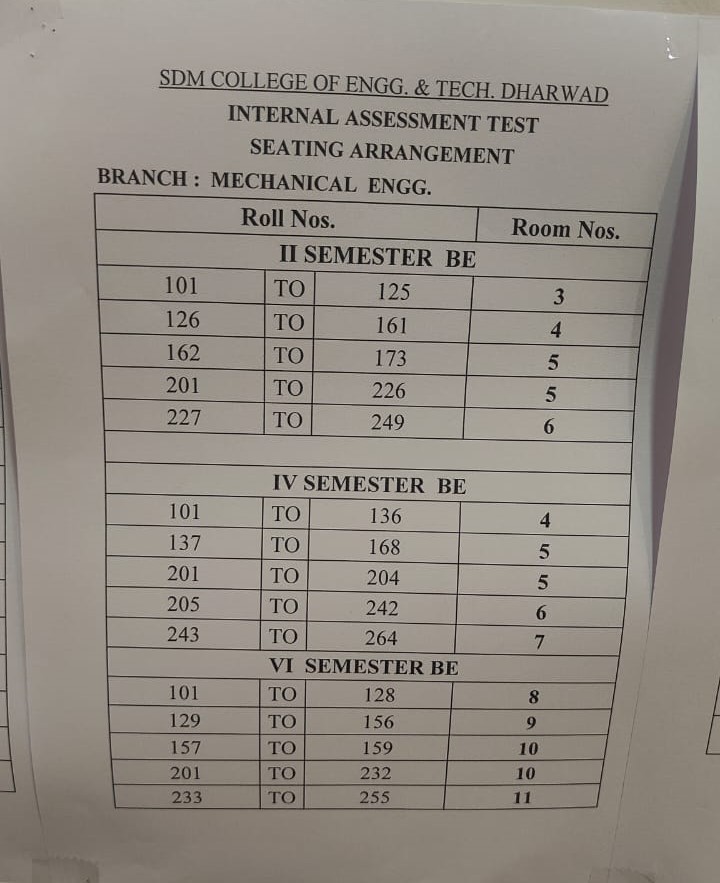 SDM COLLEGE OF ENGG. & TECH. DHARWAD
INTERNAL ASSESSMENT TEST
SEATING ARRANGEMENT
BRANCH : MECHANICAL ENGG.
Roll Nos. Room Nos.
II SEMESTER BE
101 TO 125 3
126 TO 161 4
162 TO 173 5
201 TO 226 5
227 TO 249 6
IV SEMESTER BE
101 TO 136 4
137 TO 168 5
201 TO 204 5
205 TO 242 6
243 TO 264 7
VI SEMESTER BE
101 TO 128 8
129 TO 156 9
157 TO 159 10
201 TO 232 10
233 TO 255 11